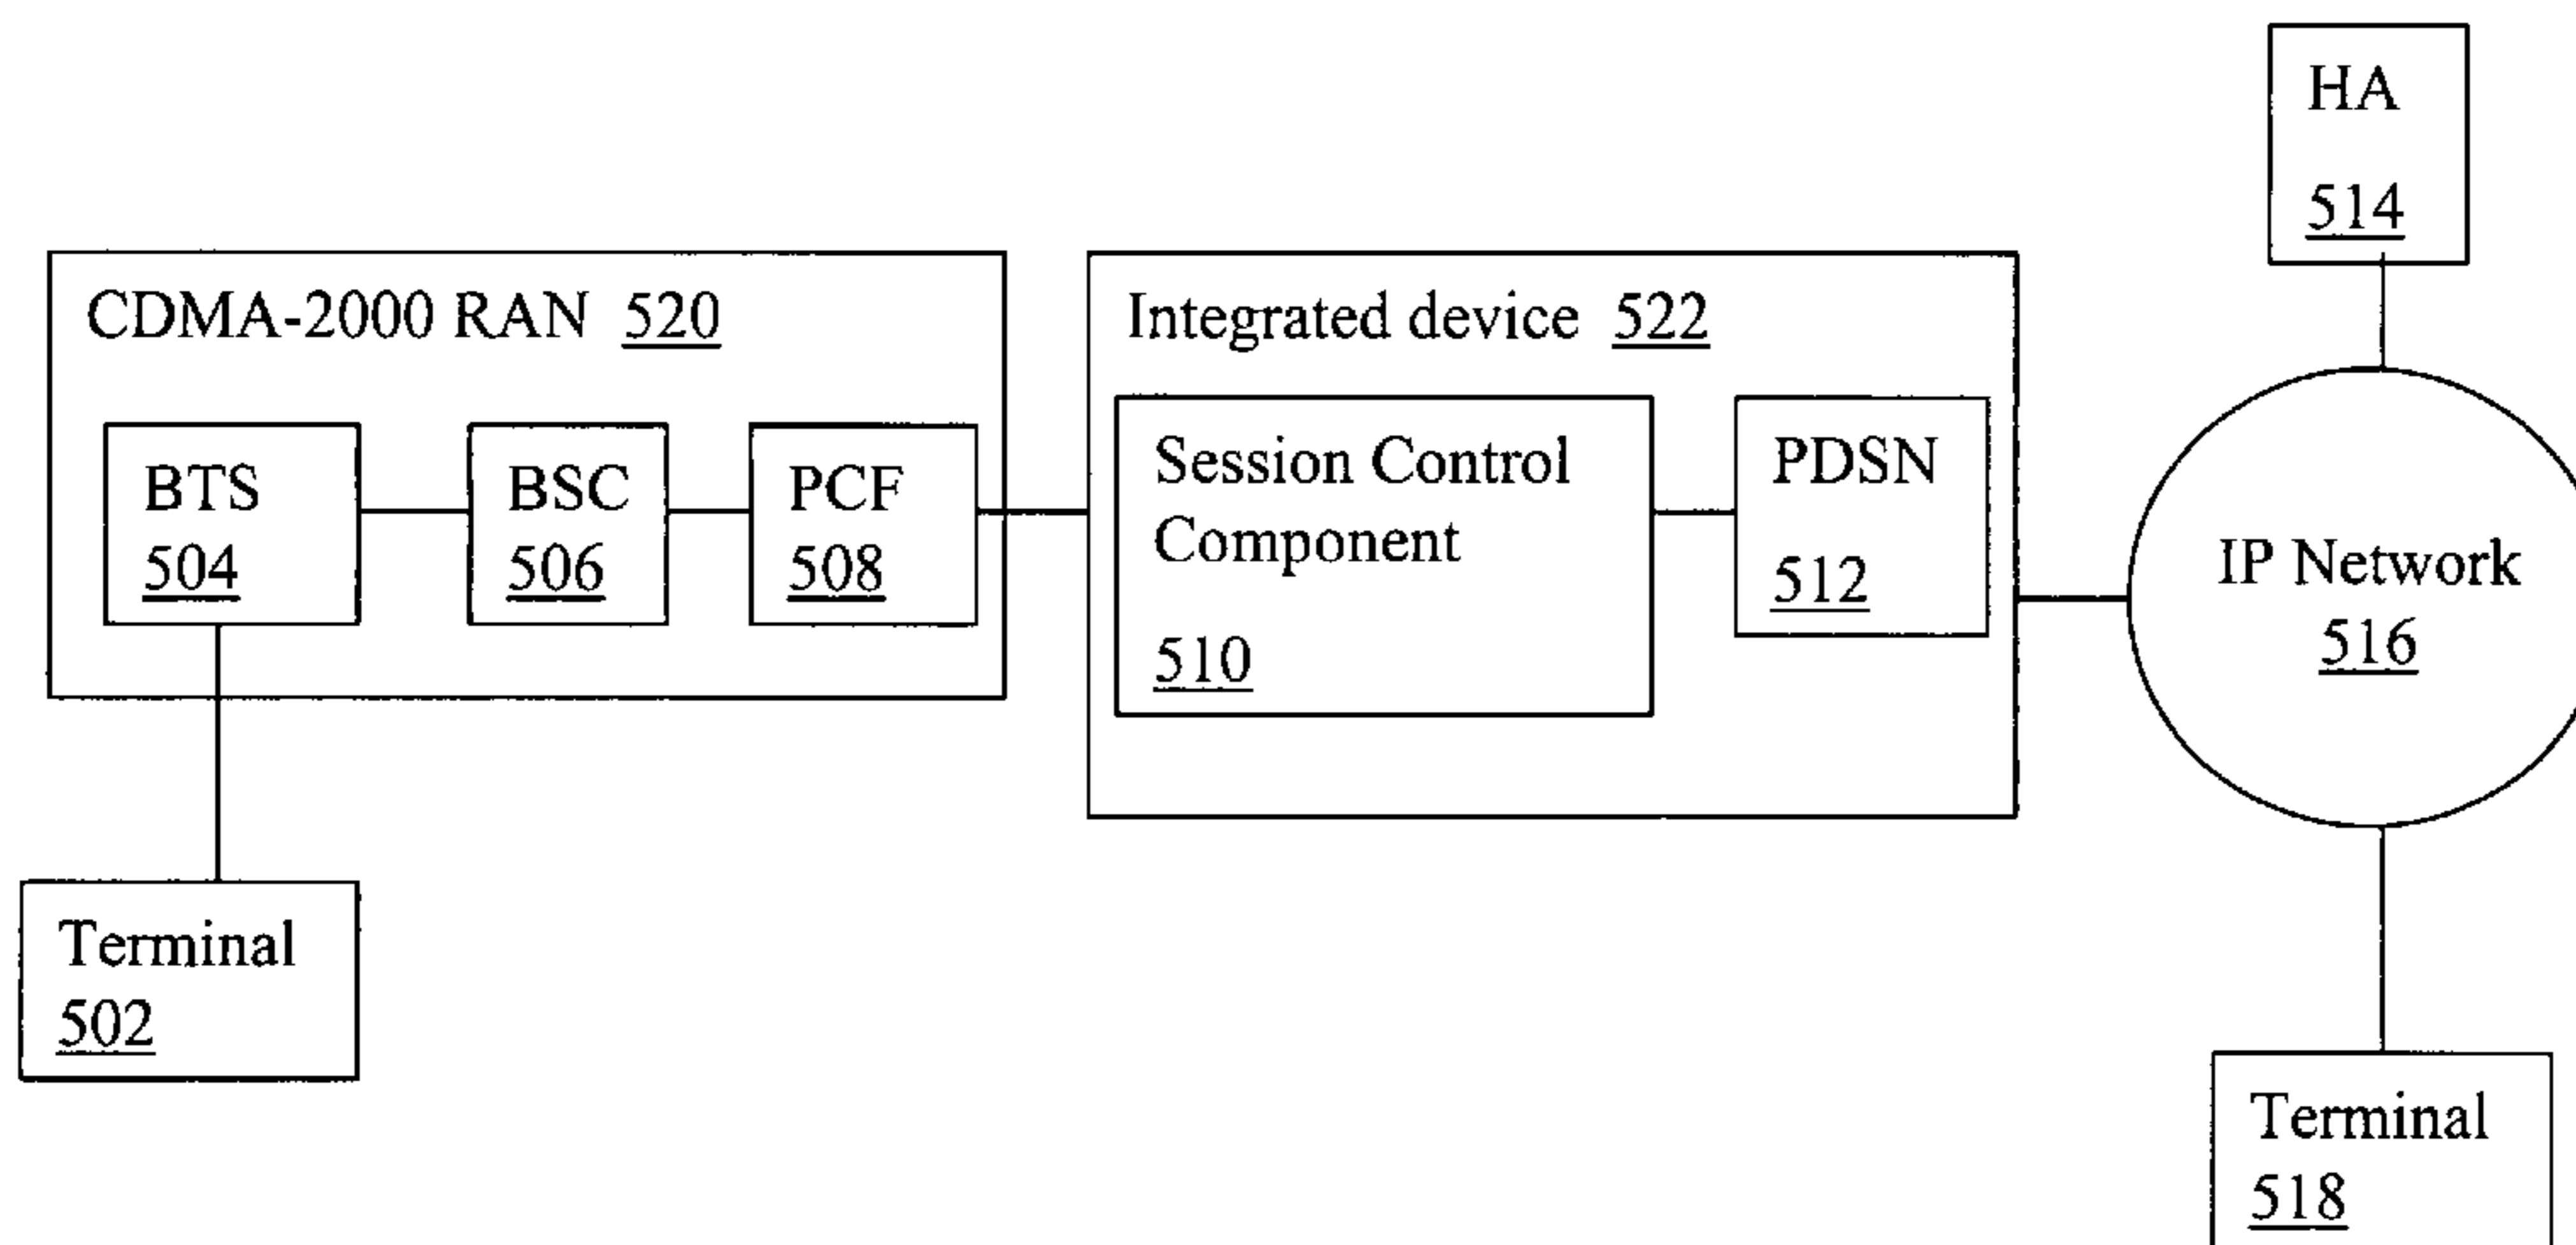 HA
514
CDMA-2000 RAN 520
Integrated device 522
BTS
504
BSC
506
PCF
508
Session Control
Component
510
PDSN
512
IP Network
516
Terminal
502
Terminal
518